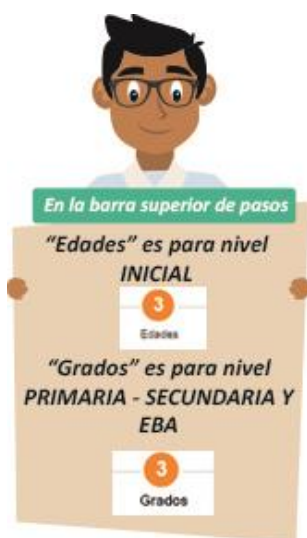 En la barra superior de pasos
"Edades" es para nivel
INICIAL
3
Edades
"Grados" es para nivel
PRIMARIA - SECUNDARIA Y
EBA
3
Grados